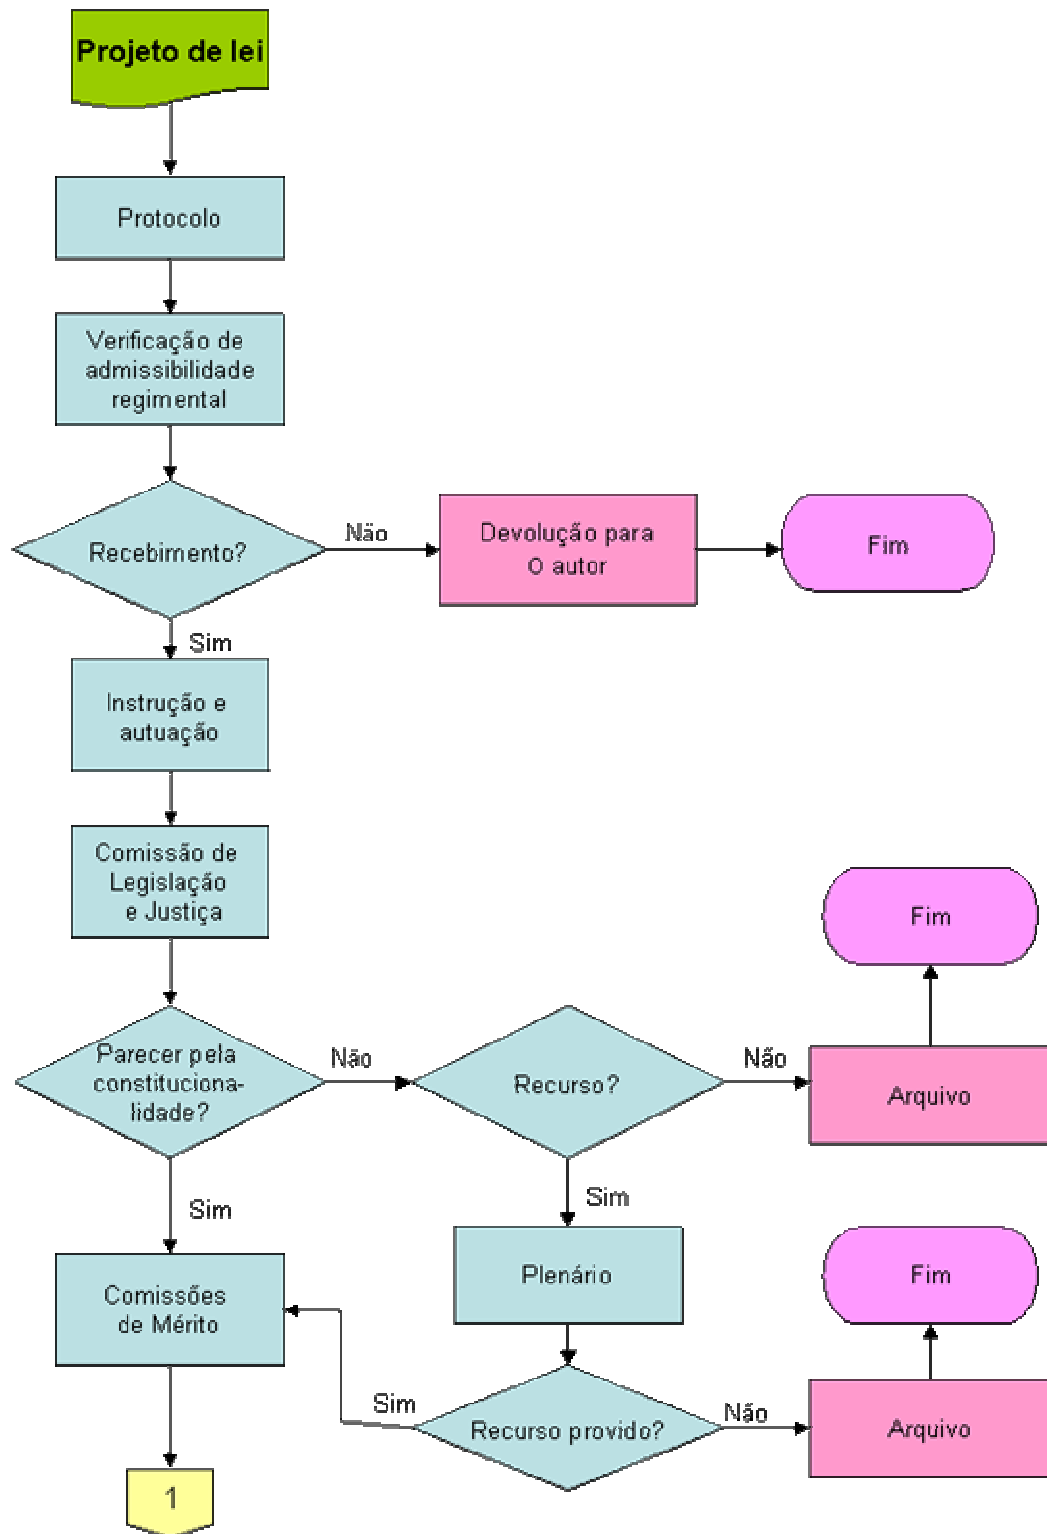 Projeto de lei
Protocolo
Verificação de
admissibilidade
regimental
Recebimento?
Não
Devolução para
O autor
Fim
Sim
Instrução e
autuação
Comissão de
Legislação
e Justiça
Fim
Parecer pela
constituciona-
lidade?
Não
Recurso?
Não
Arquivo
Sim
Sim
Comissões
de Mérito
Plenário
Fim
Sim
Recurso provido?
Não
Arquivo
1